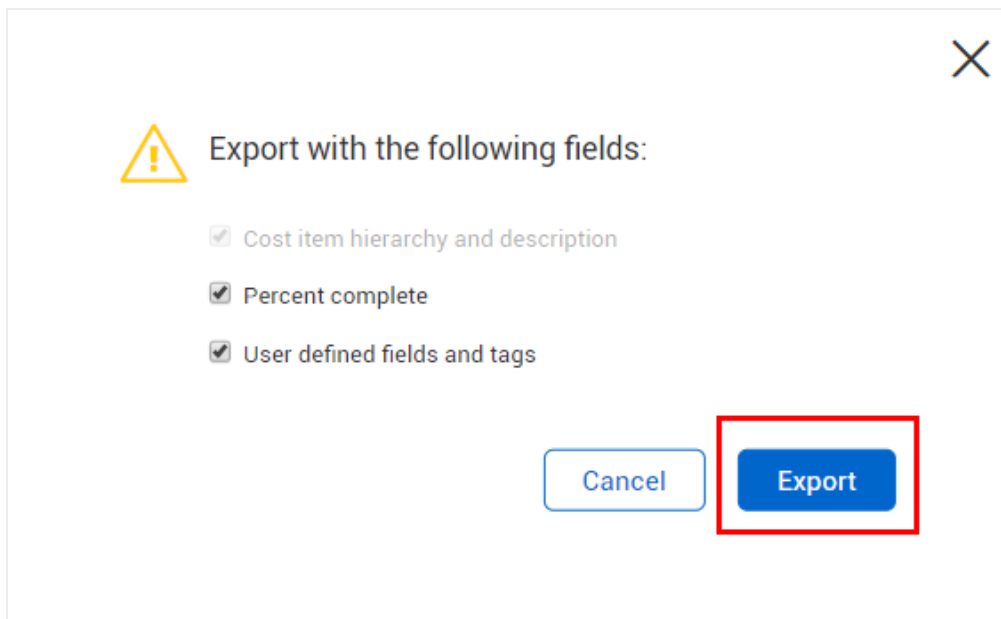 Export with the following fields:
Cost item hierarchy and description
Percent complete
User defined fields and tags
Cancel
Export